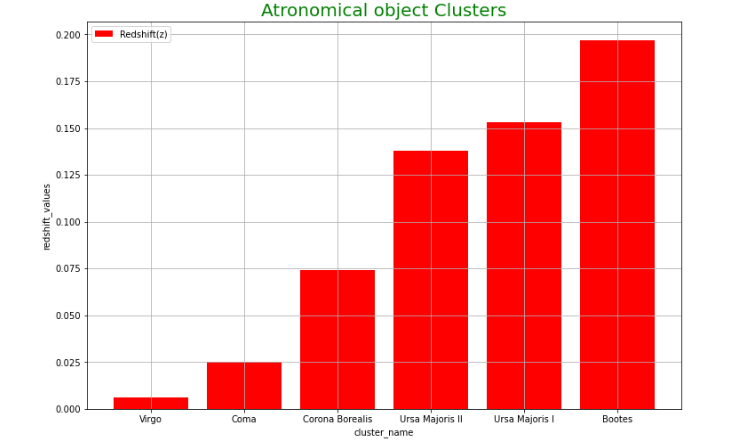 Atronomical object Clusters
Redshift(z)
0.200
0.175
0.150
0.125
0.100
0.075
0.050
0.025
0.000
redshift_values
Virgo Coma Corona Borealis Ursa Majoris II Ursa Majoris I Bootes
cluster_name